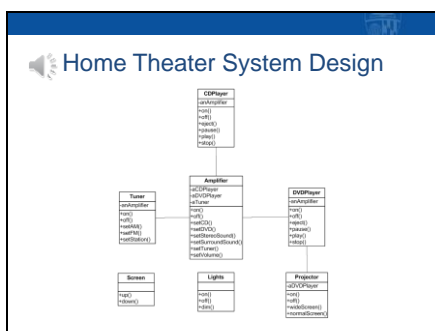 Home Theater System Design
CDPlayer
-anAmplifier
+on()
+off()
+eject()
+pause()
+play()
+stop()
Amplifier
-aCDPlayer
-aDVDPlayer
-aTuner
+on()
+off()
+setCD()
+setDVD()
+setStereoSound()
+setSurroundSound()
+setTuner()
+setVolume()
Tuner
-anAmplifier
+on()
+off()
+setAM()
+setFM()
+setStation()
DVDPlayer
-anAmplifier
+on()
+off()
+eject()
+pause()
+play()
+stop()
Screen
+up()
+down()
Lights
+on()
+off()
+dim()
Projector
-aDVDPlayer
+on()
+off()
+wideScreen()
+normalScreen()